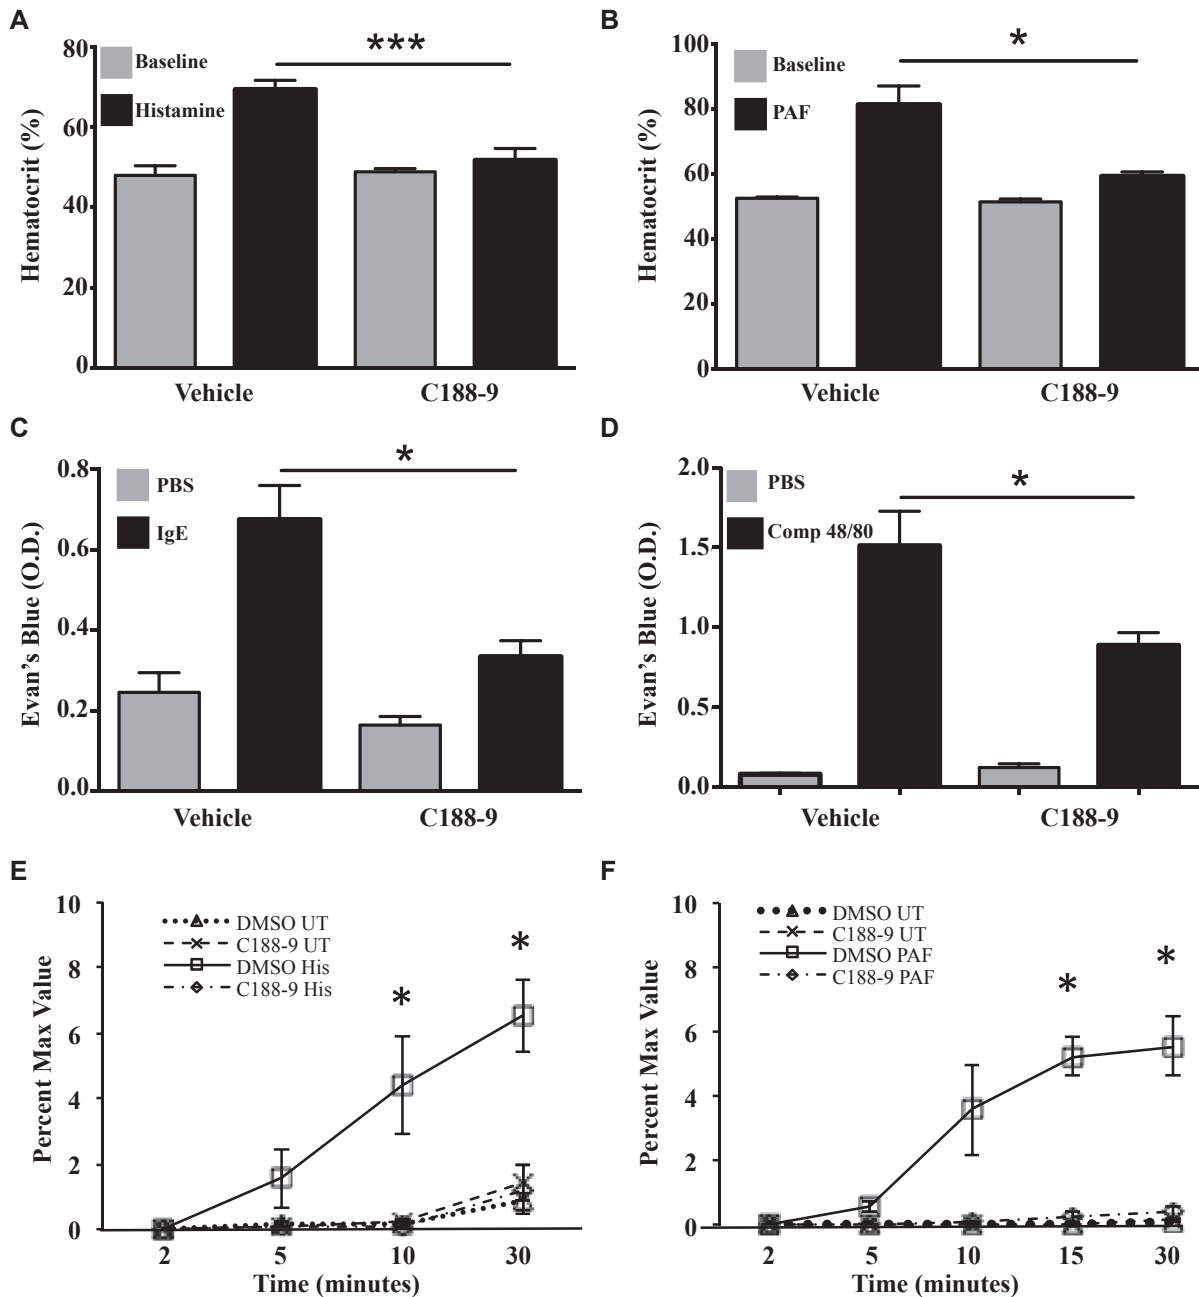 A
Hematocrit (%)
80
60
40
20
0
Baseline
Histamine
***
Vehicle
C188-9
B
Hematocrit (%)
100
80
60
40
20
0
Baseline
PAF
*
Vehicle
C188-9
C
Evan's Blue (O.D.)
0.8
0.6
0.4
0.2
0.0
PBS
IgE
*
Vehicle
C188-9
D
Evan's Blue (O.D.)
2.0
1.5
1.0
0.5
0.0
PBS
Comp 48/80
*
Vehicle
C188-9
E
Percent Max Value
10
8
6
4
2
0
DMSO UT
C188-9 UT
DMSO His
C188-9 His
*
*
2 5 10 30
Time (minutes)
F
Percent Max Value
10
8
6
4
2
0
DMSO UT
C188-9 UT
DMSO PAF
C188-9 PAF
*
*
2 5 10 15 30
Time (minutes)